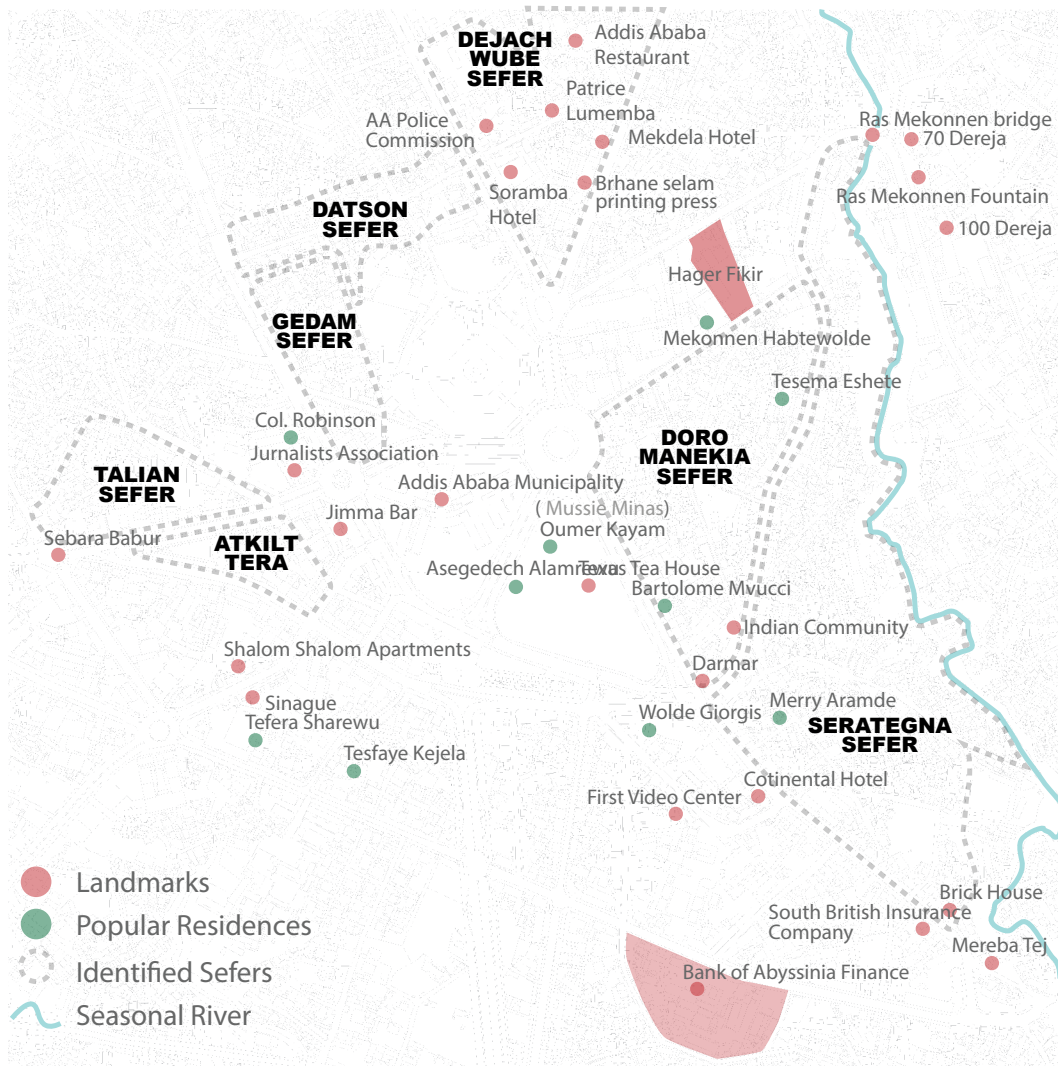 DEJACH
WUBE
SEFER
Addis Ababa
Restaurant
Patrice
Lumemba
AA Police
Commission
Mekdela Hotel
Soramba
Hotel
Brhane selam
printing press
Ras Mekonnen bridge
70 Dereja
Ras Mekonnen Fountain
100 Dereja
DATSON
SEFER
Hager Fikir
GEDAM
SEFER
Mekonnen Habtewolde
Tesema Eshete
Col. Robinson
Jurnalists Association
DORO
MANEKIA
SEFER
TALIAN
SEFER
Addis Ababa Municipality
( Mussie Minas)
Oumer Kayam
Jimma Bar
Sebara Babur
ATKILT
TERA
Asegedech Alamrewu
Tewus Tea House
Bartolome Mvucci
Indian Community
Shalom Shalom Apartments
Darmar
Sinague
Tefera Sharewu
Wolde Giorgis
Merry Aramde
SERATEGNA
SEFER
Tesfaye Kejela
Cotinental Hotel
First Video Center
Landmarks
Popular Residences
Identified Sefers
Seasonal River
Brick House
South British Insurance
Company
Mereba Tej
Bank of Abyssinia Finance